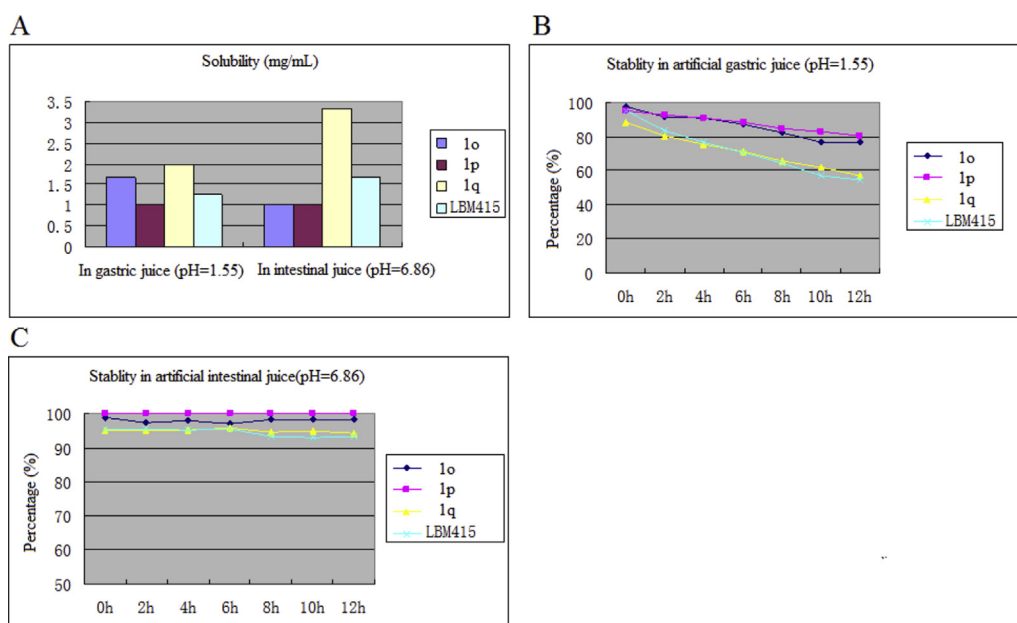 A
Solubility (mg/mL)
3.5
3
2.5
2
1.5
1
0.5
0
In gastric juice (pH=1.55) In intestinal juice (pH=6.86)
1o
1p
1q
LBM415
B
Stablity in artificial gastric juice (pH=1.55)
Percentage (%)
100
80
60
40
20
0
0h 2h 4h 6h 8h 10h 12h
1o
1p
1q
LBM415
C
Stablity in artificial intestinal juice(pH=6.86)
Percentage (%)
100
90
80
70
60
50
0h 2h 4h 6h 8h 10h 12h
1o
1p
1q
LBM415